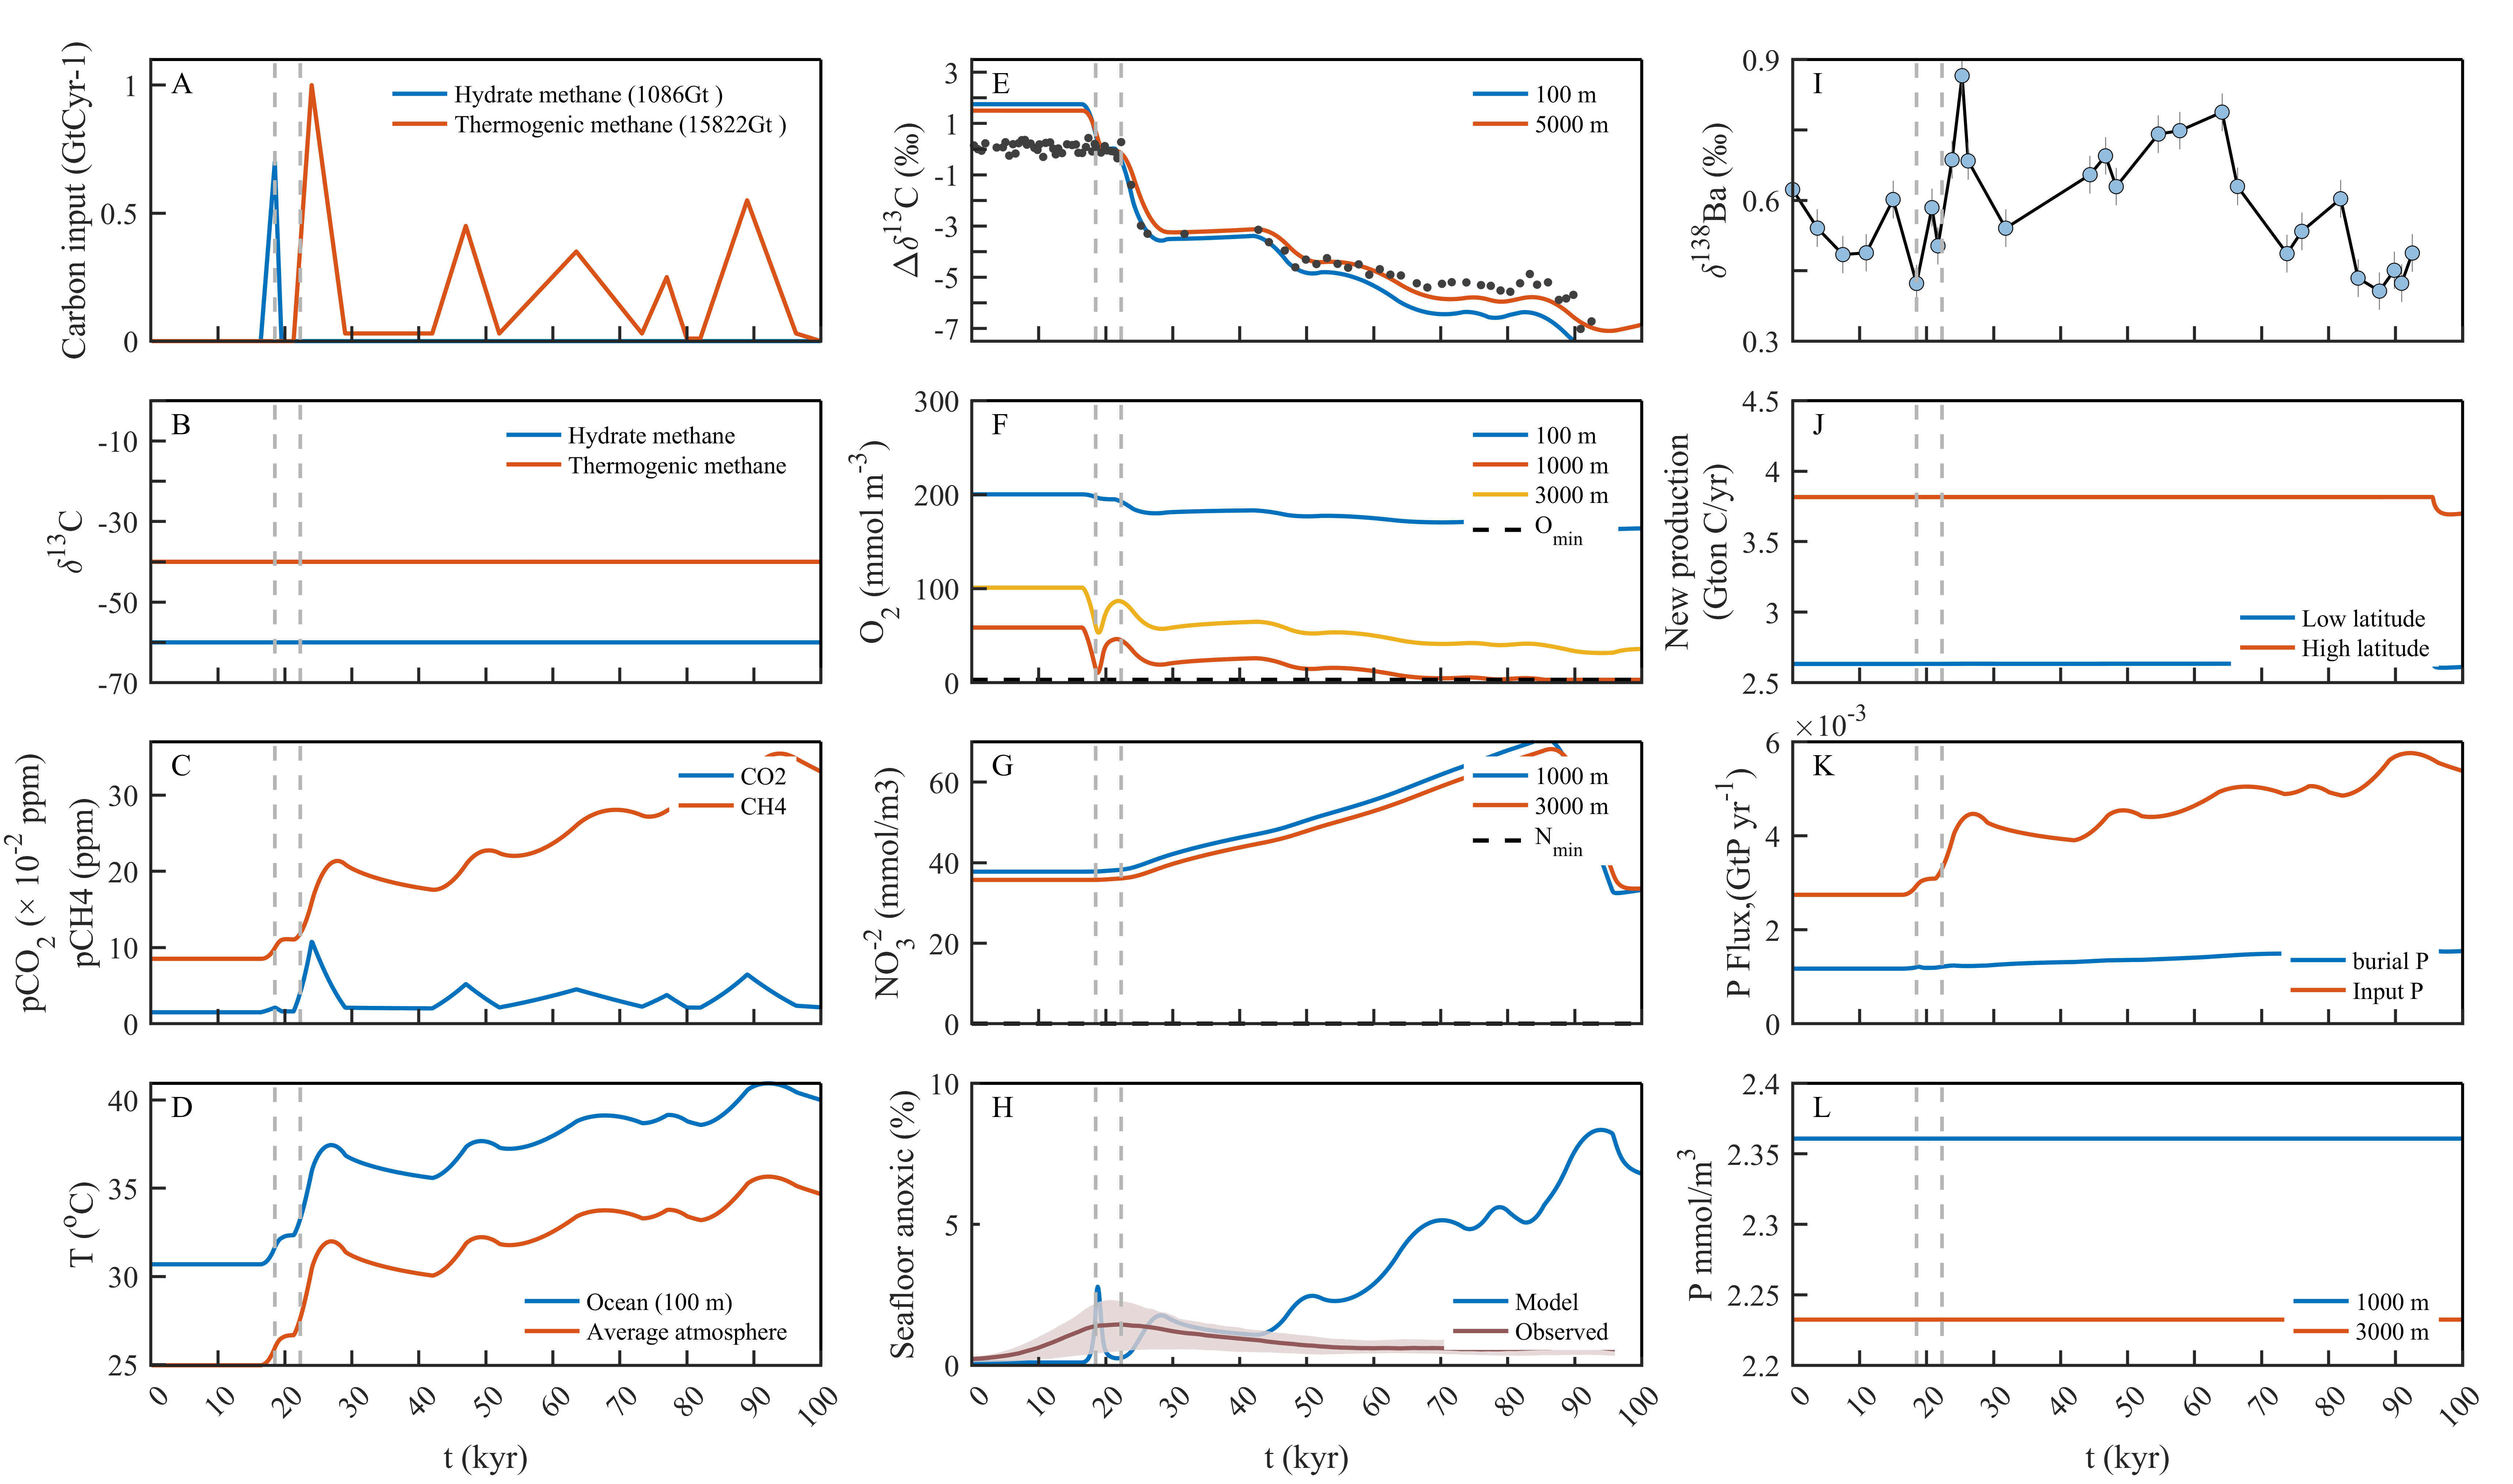 A
Carbon input (GtCyr-1)
1
0.5
0
Hydrate methane (1086Gt )
Thermogenic methane (15822Gt )
B
δ13C
-10
-30
-50
-70
Hydrate methane
Thermogenic methane
C
pCO2 (× 10-2 ppm)
pCH4 (ppm)
30
20
10
0
CO2
CH4
D
T (oC)
40
35
30
25
Ocean (100 m)
Average atmosphere
0 10 20 30 40 50 60 70 80 90 100
t (kyr)
E
Δδ13C (‰)
3
1
-1
-3
-5
-7
100 m
5000 m
F
O2 (mmol m-3)
300
200
100
0
100 m
1000 m
3000 m
Omin
G
NO3-2 (mmol/m3)
60
40
20
0
1000 m
3000 m
Nmin
H
Seafloor anoxic (%)
10
5
0
Model
Observed
0 10 20 30 40 50 60 70 80 90 100
t (kyr)
I
δ138Ba (‰)
0.9
0.6
0.3
J
New production
(Gton C/yr)
4.5
4
3.5
3
2.5
Low latitude
High latitude
K
×10-3
P Flux,(GtP yr-1)
6
4
2
0
burial P
Input P
L
P mmol/m3
2.4
2.35
2.3
2.25
2.2
1000 m
3000 m
0 10 20 30 40 50 60 70 80 90 100
t (kyr)